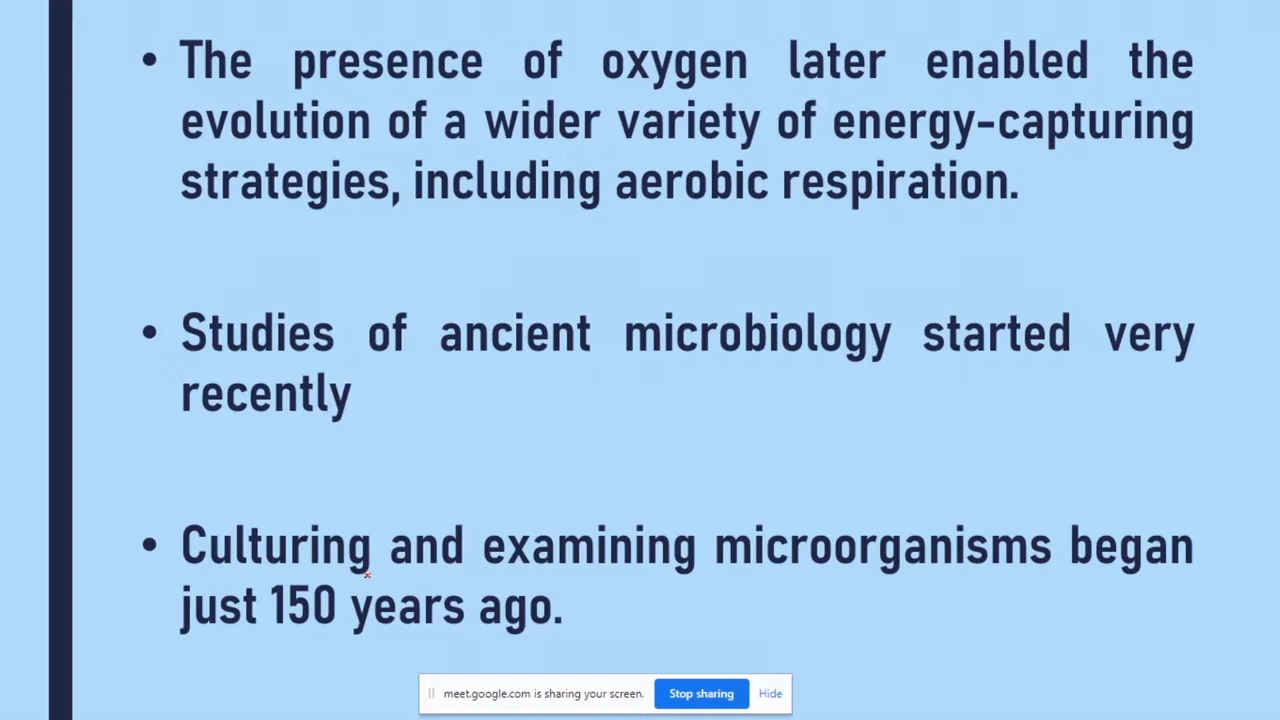 • The presence of oxygen later enabled the
evolution of a wider variety of energy-capturing
strategies, including aerobic respiration.
• Studies of ancient microbiology started very
recently
• Culturing and examining microorganisms began
just 150 years ago.
meet.google.com is sharing your screen. Stop sharing Hide